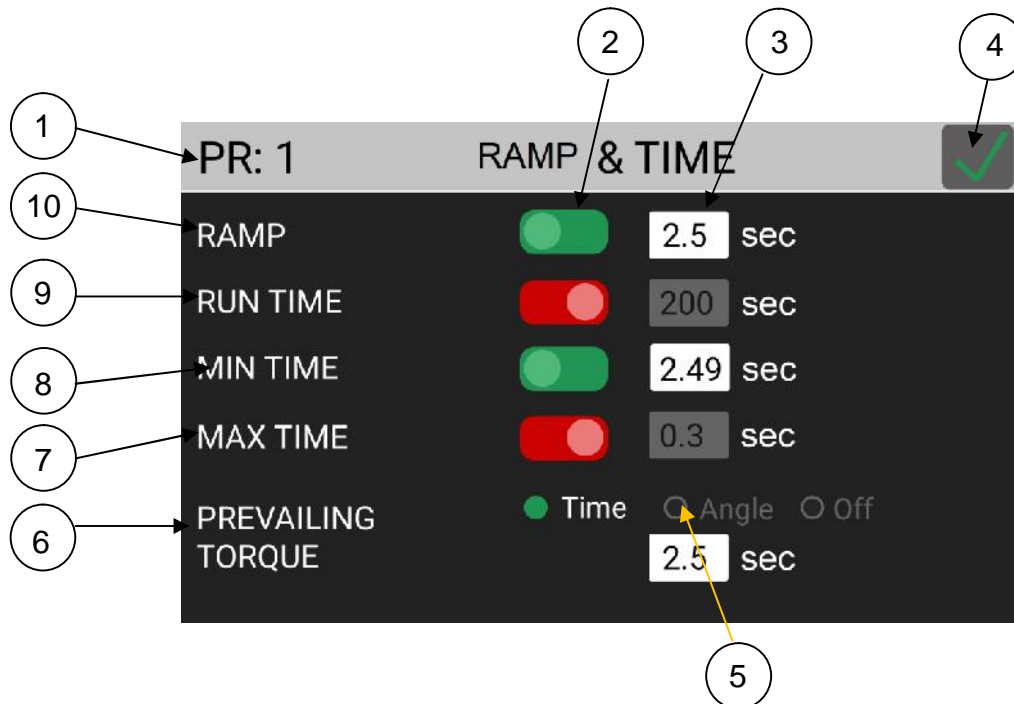 2 3 4
1
PR: 1 RAMP & TIME
10
RAMP 2.5 sec
9
RUN TIME 200 sec
8
MIN TIME 2.49 sec
7
MAX TIME 0.3 sec
6
PREVAILING TORQUE
Time Angle Off
2.5 sec
5